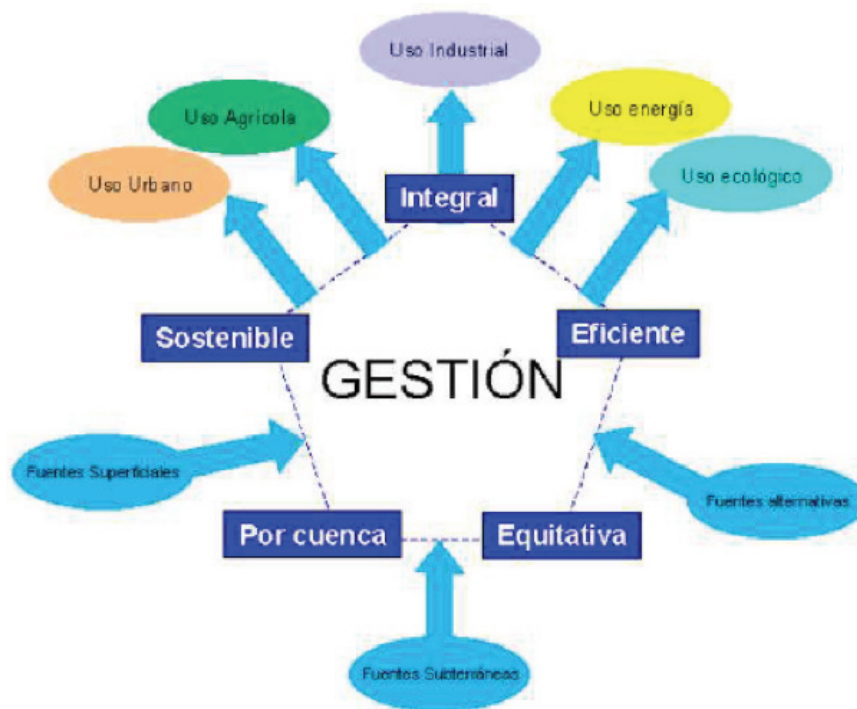 Uso Industrial
Uso Agrícola
Uso energía
Uso Urbano
Uso ecológico
Integral
Sostenible
Eficiente
GESTIÓN
Fuentes Superficiales
Fuentes alternativas
Por cuenca
Equitativa
Fuentes Subterráneas